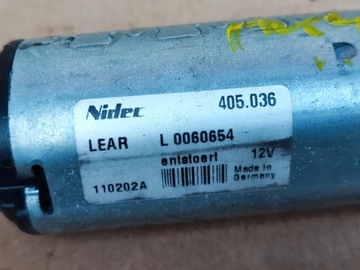 Nidec 405.036
LEAR L 0060654
entstoert 12V
110202A Made in
Germany